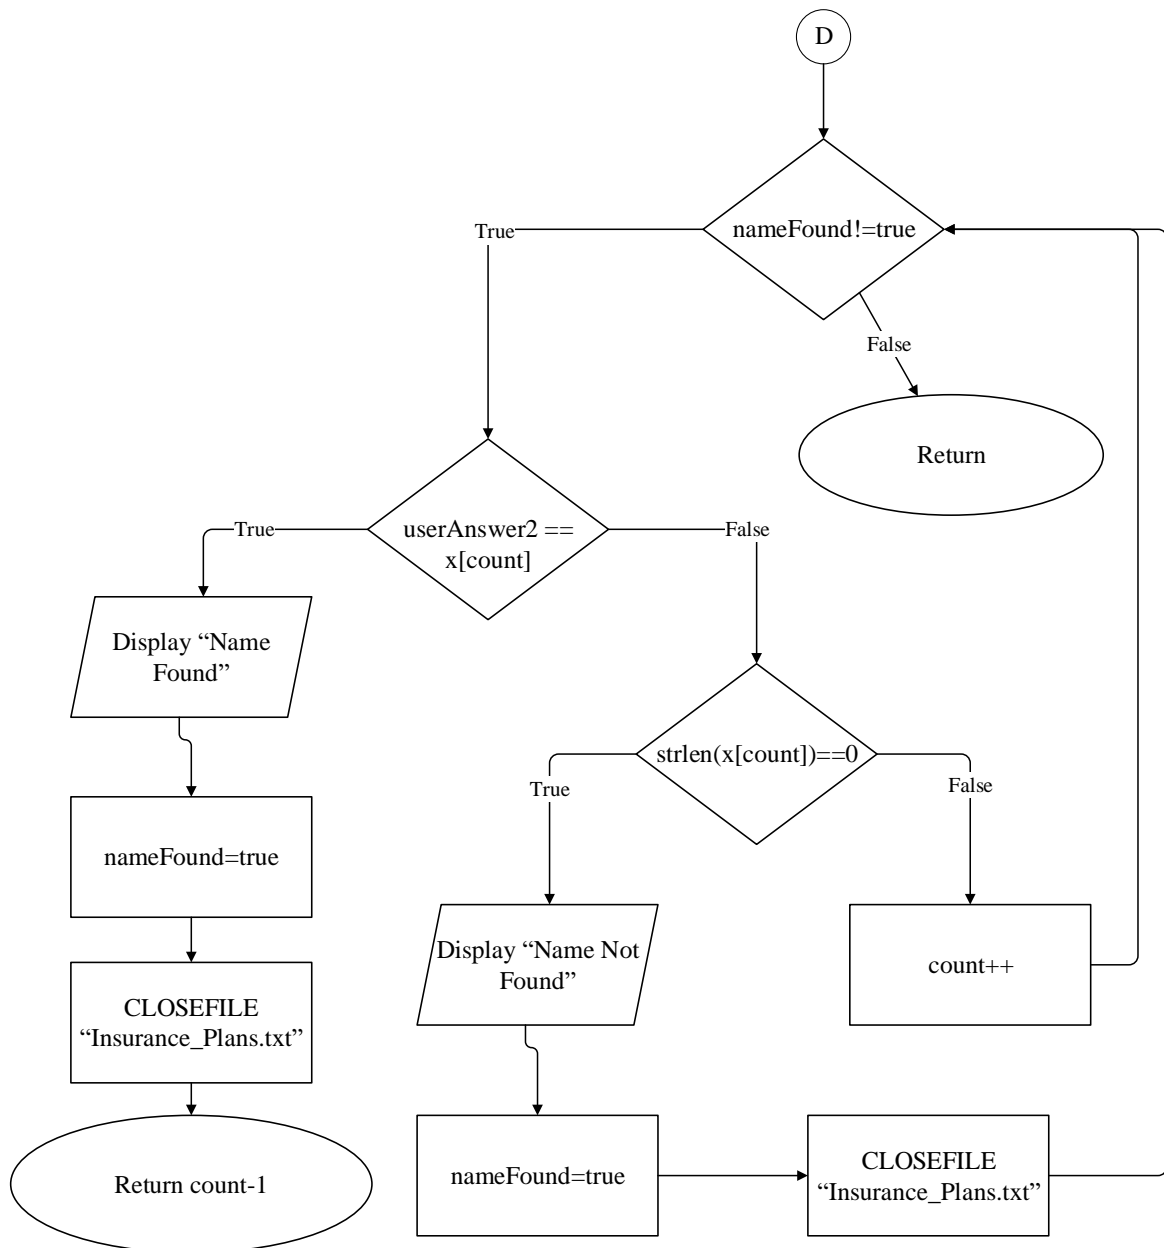 D
nameFound!=true
True
False
Return
userAnswer2 ==
x[count]
True
False
Display “Name
Found”
strlen(x[count])==0
True
False
nameFound=true
Display “Name Not
Found”
count++
CLOSEFILE
“Insurance_Plans.txt”
Return count-1
nameFound=true
CLOSEFILE
“Insurance_Plans.txt”